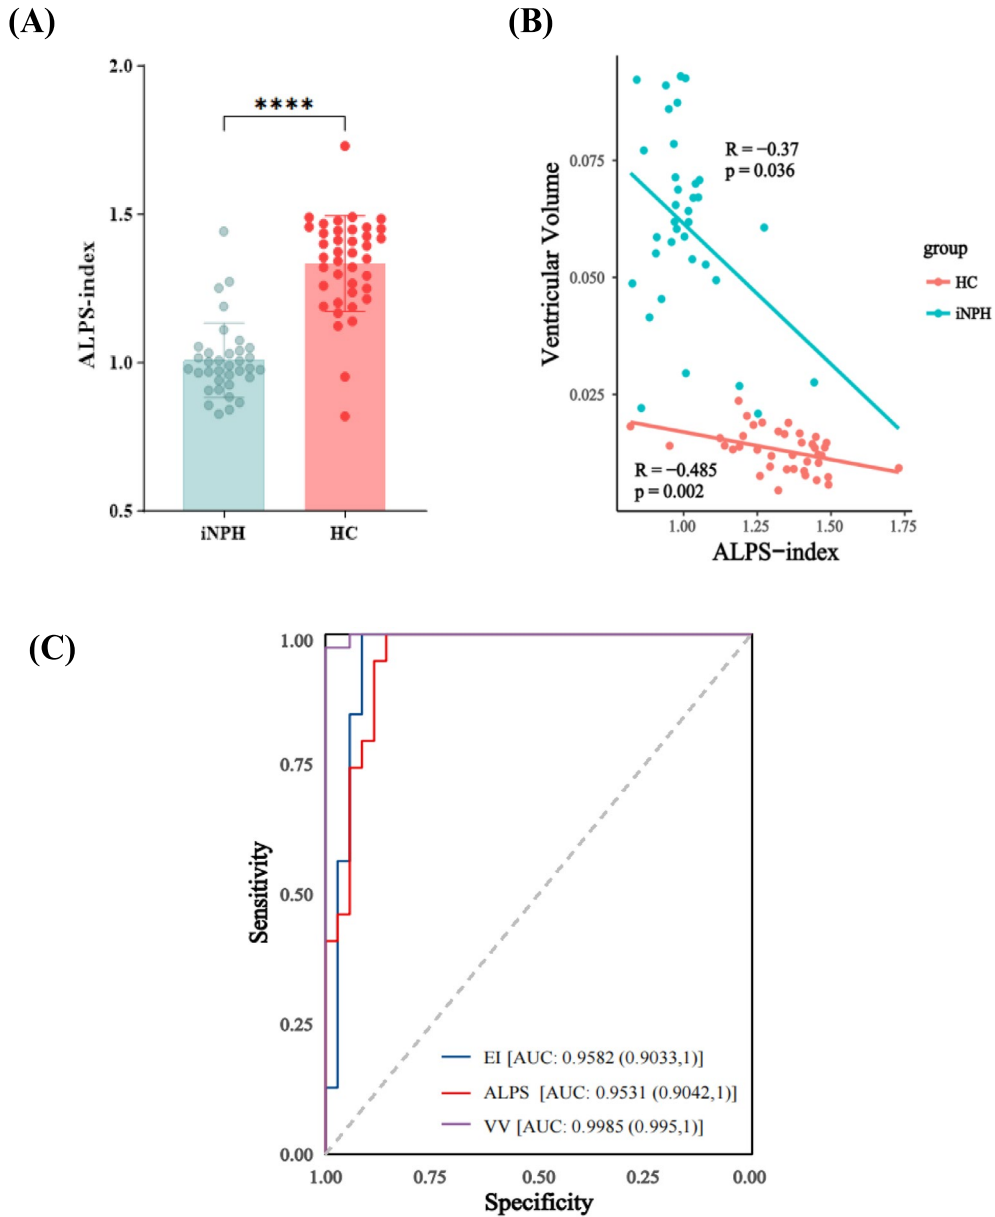 (A)
2.0
1.5
1.0
0.5
ALPS-index
****
iNPH
HC
(B)
0.075
0.050
0.025
Ventricular Volume
R = −0.37
p = 0.036
R = −0.485
p = 0.002
1.00
1.25
1.50
1.75
ALPS−index
group
HC
iNPH
(C)
1.00
0.75
0.50
0.25
0.00
Sensitivity
EI [AUC: 0.9582 (0.9033,1)]
ALPS [AUC: 0.9531 (0.9042,1)]
VV [AUC: 0.9985 (0.995,1)]
1.00
0.75
0.50
0.25
0.00
Specificity